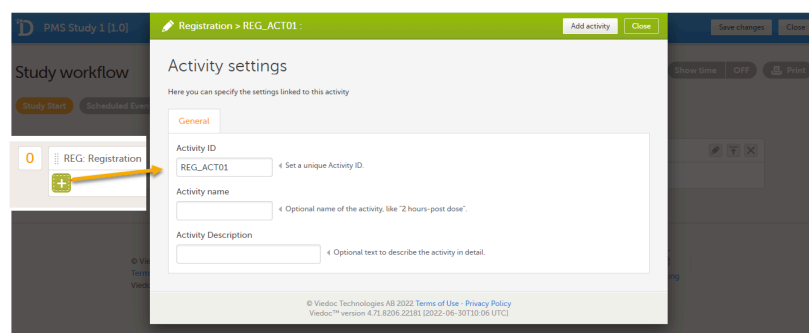 PMS Study 1 [1.0]
Registration > REG_ACT01 :
Add activity
Close
Save changes
Close
Study workflow
Show time
OFF
Print
Study Start
Scheduled Even
Activity settings
Here you can specify the settings linked to this activity
General
0
REG: Registration
Activity ID
REG_ACT01
Set a unique Activity ID.
Activity name
Optional name of the activity, like "2 hours-post dose".
Activity Description
Optional text to describe the activity in detail.
© Vie
Term
Viedo
© Viedoc Technologies AB 2022 Terms of Use - Privacy Policy
Viedoc™ version 4.71.8206.22181 [2022-06-30T10:06 UTC]